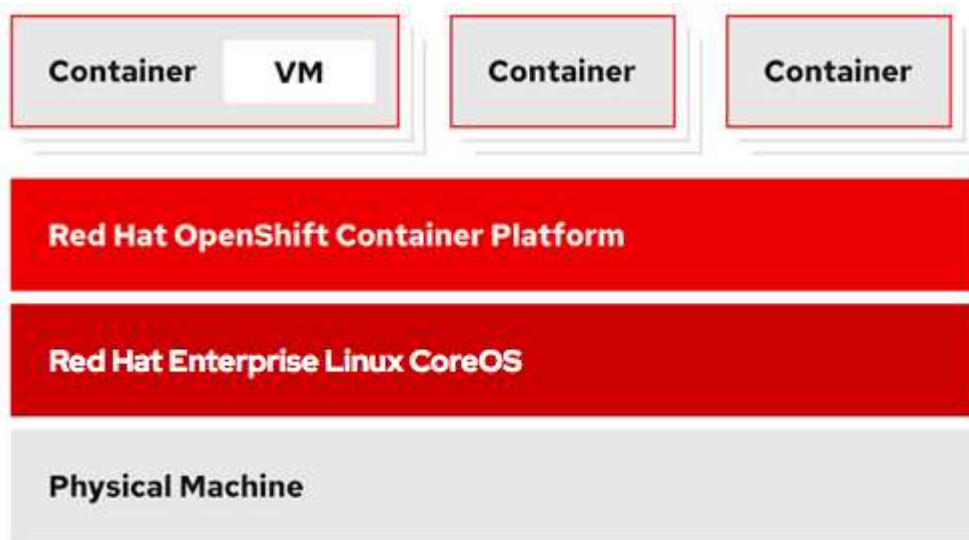 Container VM Container Container
Red Hat OpenShift Container Platform
Red Hat Enterprise Linux CoreOS
Physical Machine